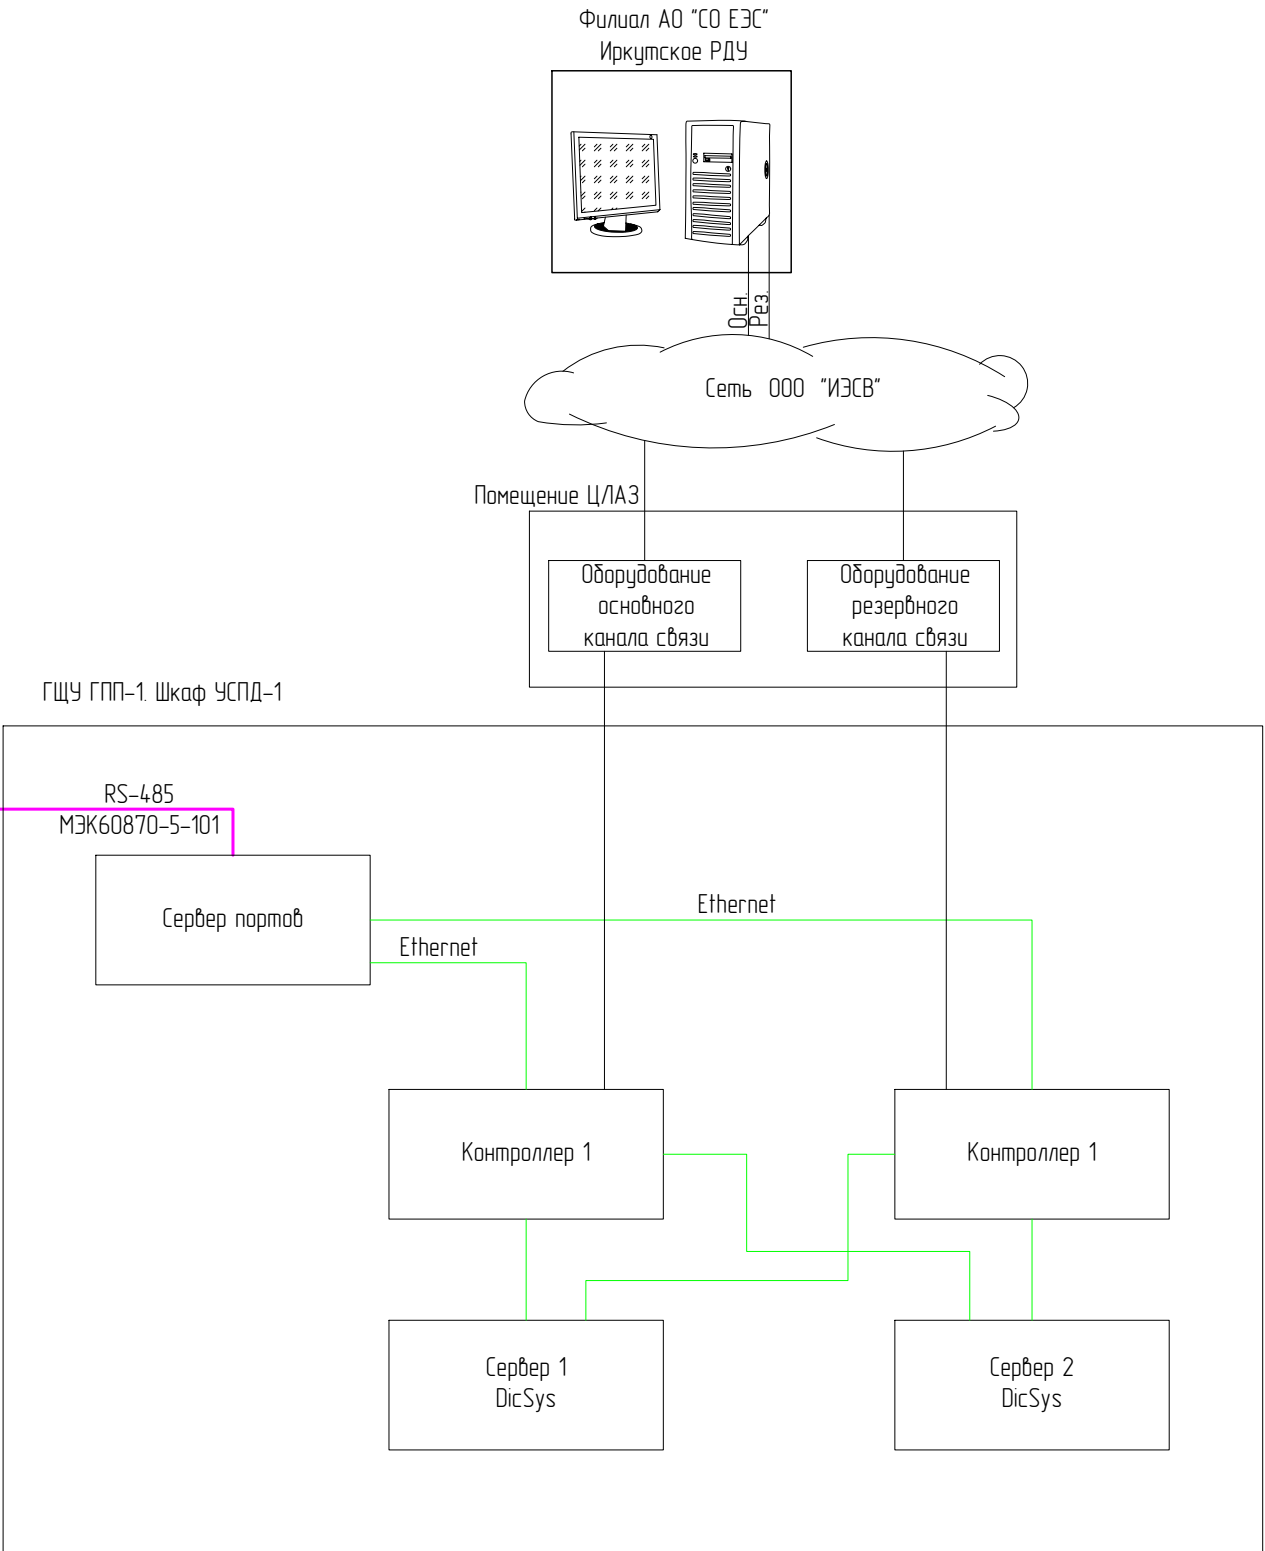 Филиал АО "СО ЕЭС"
Иркутское РДУ
Осн.
Рез.
Сеть ООО "ИЭСВ"
Помещение ЦЛАЗ
Оборудование
основного
канала связи
Оборудование
резервного
канала связи
ГЩУ ГПП-1. Шкаф УСПД-1
RS-485
МЭК60870-5-101
Сервер портов
Ethernet
Ethernet
Контроллер 1
Контроллер 1
Сервер 1
DicSys
Сервер 2
DicSys